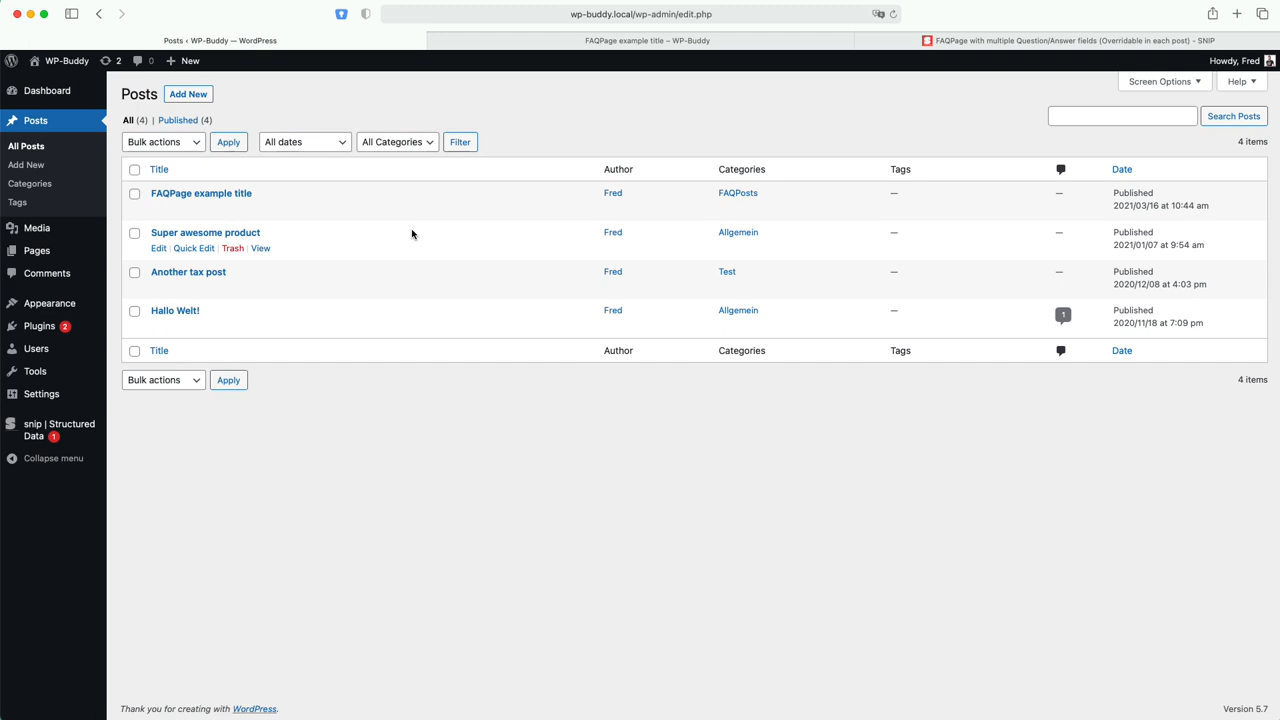 wp-buddy.local/wp-admin/edit.php
Posts ‹ WP-Buddy — WordPress
FAQPage example title – WP-Buddy
FAQPage with multiple Question/Answer fields (Overridable in each post) - SNIP
WP-Buddy 2 0 New
Howdy, Fred
Dashboard
Posts
All Posts
Add New
Categories
Tags
Media
Pages
Comments
Appearance
Plugins 2
Users
Tools
Settings
snip | Structured
Data 1
Collapse menu
Screen Options Help
Posts Add New
All (4) | Published (4)
Search Posts
Bulk actions Apply All dates All Categories Filter
4 items
Title Author Categories Tags Date
FAQPage example title Fred FAQPosts — — Published
2021/03/16 at 10:44 am
Super awesome product Fred Allgemein — — Published
2021/01/07 at 9:54 am
Edit | Quick Edit | Trash | View
Another tax post Fred Test — — Published
2020/12/08 at 4:03 pm
Hallo Welt! Fred Allgemein — 1 Published
2020/11/18 at 7:09 pm
Title Author Categories Tags Date
Bulk actions Apply
4 items
Thank you for creating with WordPress.
Version 5.7